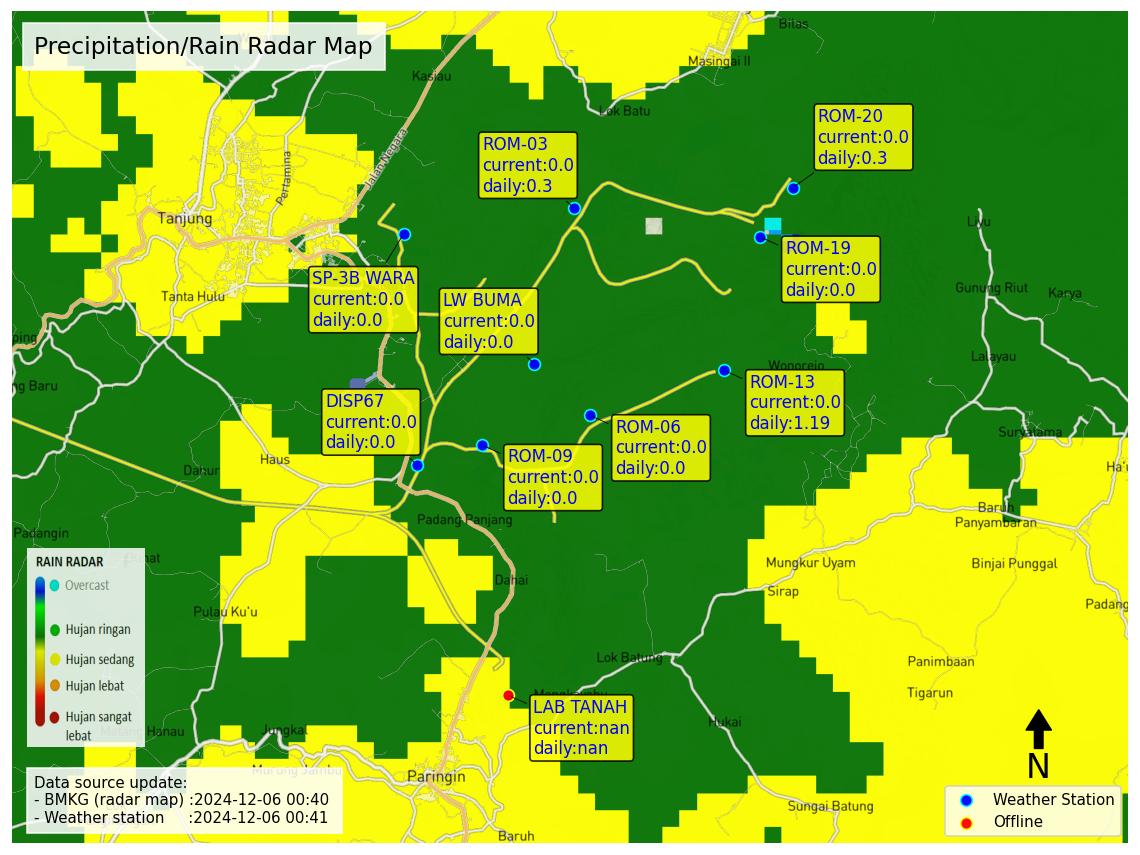 Precipitation/Rain Radar Map
Bilas
Masingai II
Kasiau
Lok Batu
Jalan Negara
Pertamina
Tanjung
Tanta Hulu
ROM-20
current:0.0
daily:0.3
ROM-03
current:0.0
daily:0.3
ROM-19
current:0.0
daily:0.0
SP-3B WARA
current:0.0
daily:0.0
LW BUMA
current:0.0
daily:0.0
Liyu
Gunung Riut
Karya
Lalayau
Wonorejo
ping
ng Baru
ROM-13
current:0.0
daily:1.19
DISP67
current:0.0
daily:0.0
ROM-06
current:0.0
daily:0.0
ROM-09
current:0.0
daily:0.0
Suryatama
Ha'u
Haus
Dahur
Baruh
Panyambaran
Padang Panjang
Padangin
Mungkur Uyam
Binjai Punggal
Dahai
Sirap
Padang
Pulau Ku'u
Lok Batung
Panimbaan
Tigarun
Hukai
RAIN RADAR
Overcast
Hujan ringan
Hujan sedang
Hujan lebat
Hujan sangat
lebat
LAB TANAH
current:nan
daily:nan
Hanau
Jungkal
Murung Jambu
Paringin
Sungai Batung
Baruh
Data source update:
- BMKG (radar map) :2024-12-06 00:40
- Weather station :2024-12-06 00:41
N
Weather Station
Offline